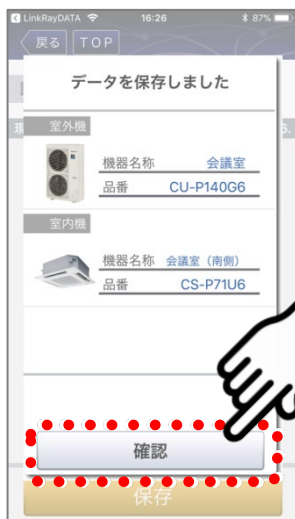 LinkRayDATA 16:26 87%
戻る TOP
データを保存しました
室外機
機器名称 会議室
品番 CU-P140G6
室内機
機器名称 会議室（南側）
品番 CS-P71U6
確認
保存